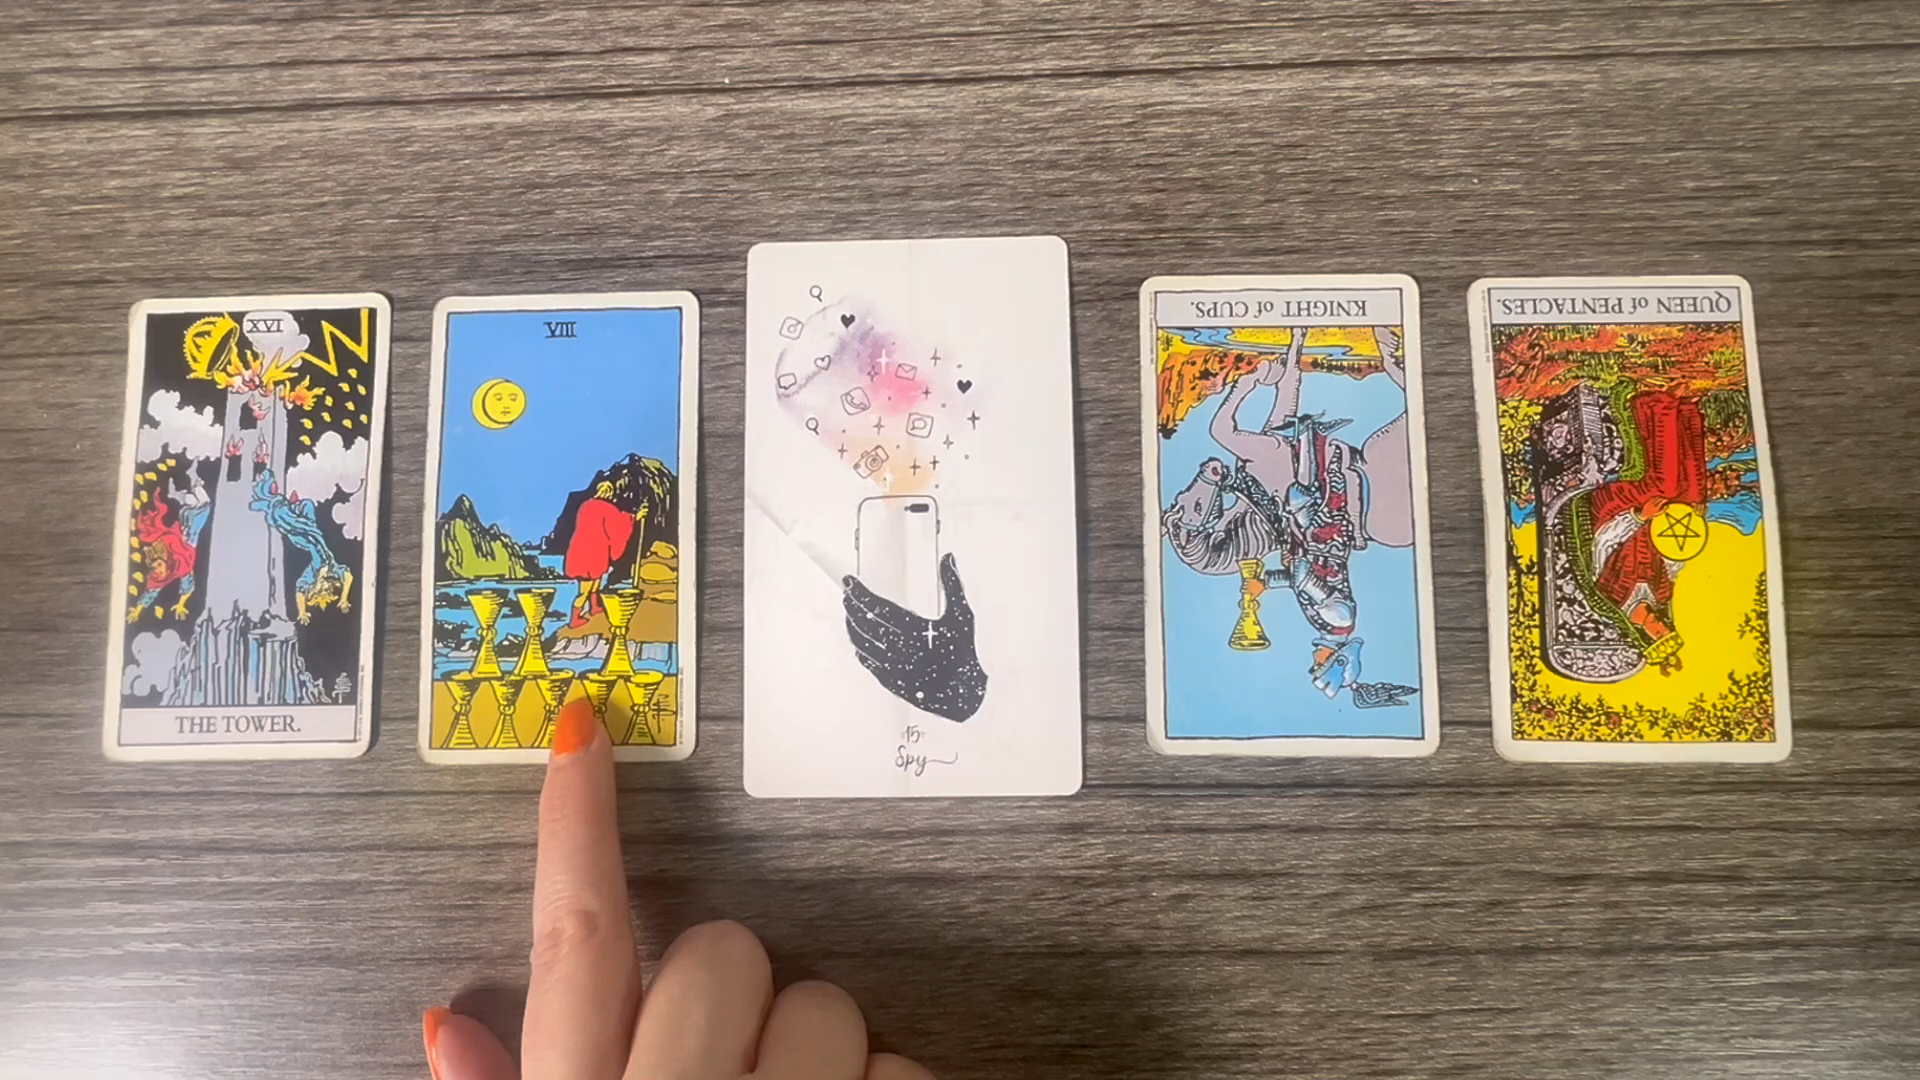 XVI
THE TOWER.
VIII
15
Spy
KNIGHT of CUPS.
QUEEN of PENTACLES.